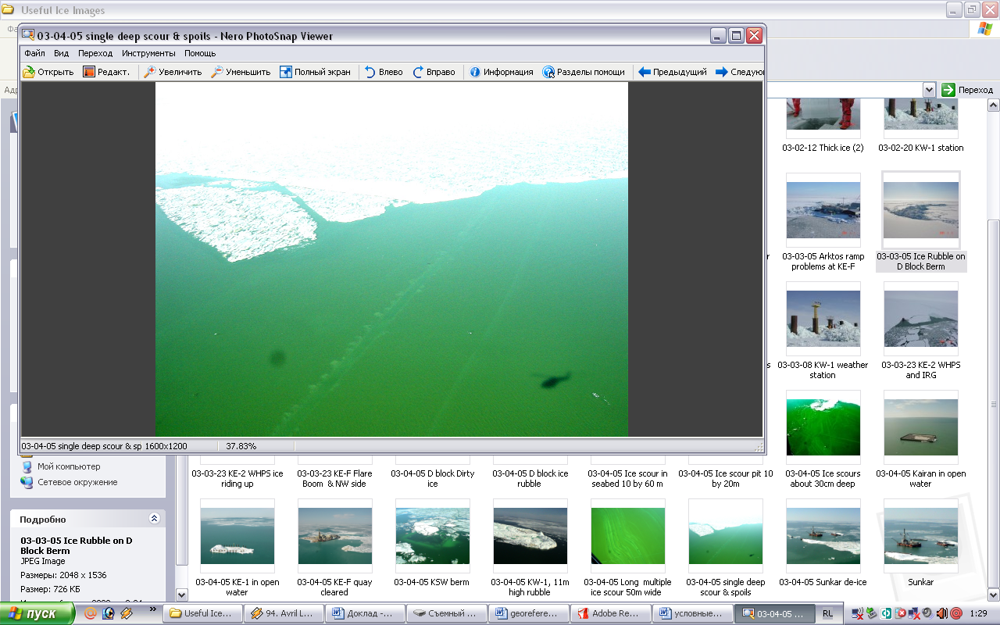 Useful Ice Images
03-04-05 single deep scour & spoils - Nero PhotoSnap Viewer
Файл Вид Переход Инструменты Помощь
Открыть Редакт. Увеличить Уменьшить Полный экран Влево Вправо Информация Разделы помощи Предыдущий Следую
Переход
03-02-12 Thick ice (2) 03-02-20 KW-1 station
03-03-05 Arktos ramp problems at KE-F
03-03-05 Ice Rubble on D Block Berm
03-03-08 KW-1 weather station
03-03-23 KE-2 WHPS and IRG
03-04-05 single deep scour & sp 1600x1200 37.83%
Мой компьютер
Сетевое окружение
03-03-23 KE-2 WHPS ice riding up
03-03-23 KE-F Flare Boom & NW side
03-04-05 D block Dirty ice
03-04-05 D block ice rubble
03-04-05 Ice scour in seabed 10 by 60 m
03-04-05 Ice scour pit 10 by 20m
03-04-05 Ice scours about 30cm deep
03-04-05 Kairan in open water
Подробно
03-03-05 Ice Rubble on D Block Berm
JPEG Image
Размеры: 2048 x 1536
Размер: 726 КБ
03-04-05 KE-1 in open water
03-04-05 KE-F quay cleared
03-04-05 KSW berm
03-04-05 KW-1, 11m high rubble
03-04-05 Long multiple ice scour 50m wide
03-04-05 single deep scour & spoils
03-04-05 Sunkar de-ice
Sunkar
пуск Useful Ice... 94. Avril L... Доклад -... Съемный ... georefere... Adobe Re... условные... 03-04-05 ... RL 1:29